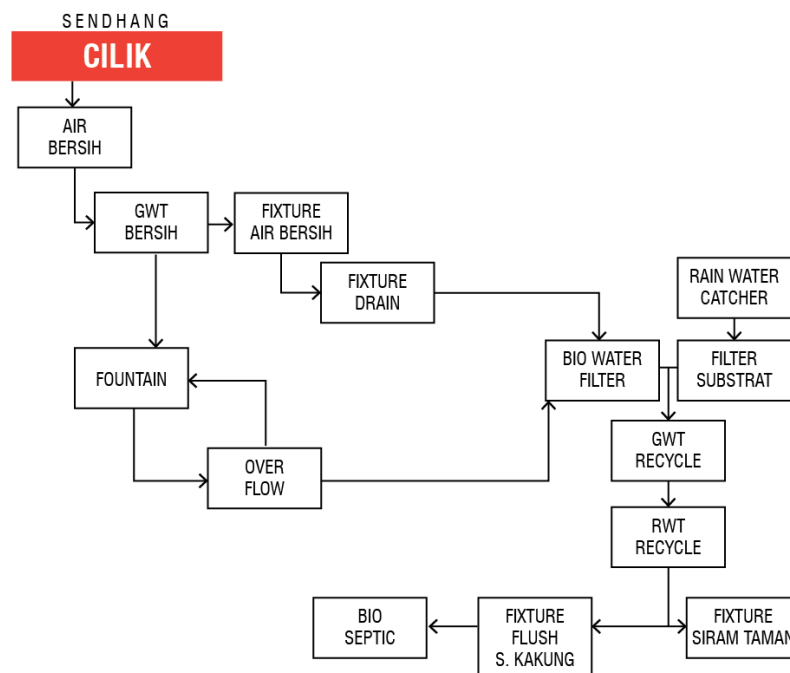 SENDHANG
CILIK
AIR
BERSIH
GWT
BERSIH
FIXTURE
AIR BERSIH
FIXTURE
DRAIN
RAIN WATER
CATCHER
FOUNTAIN
BIO WATER
FILTER
FILTER
SUBSTRAT
OVER
FLOW
GWT
RECYCLE
RWT
RECYCLE
BIO
SEPTIC
FIXTURE
FLUSH
S. KAKUNG
FIXTURE
SIRAM TAMAN